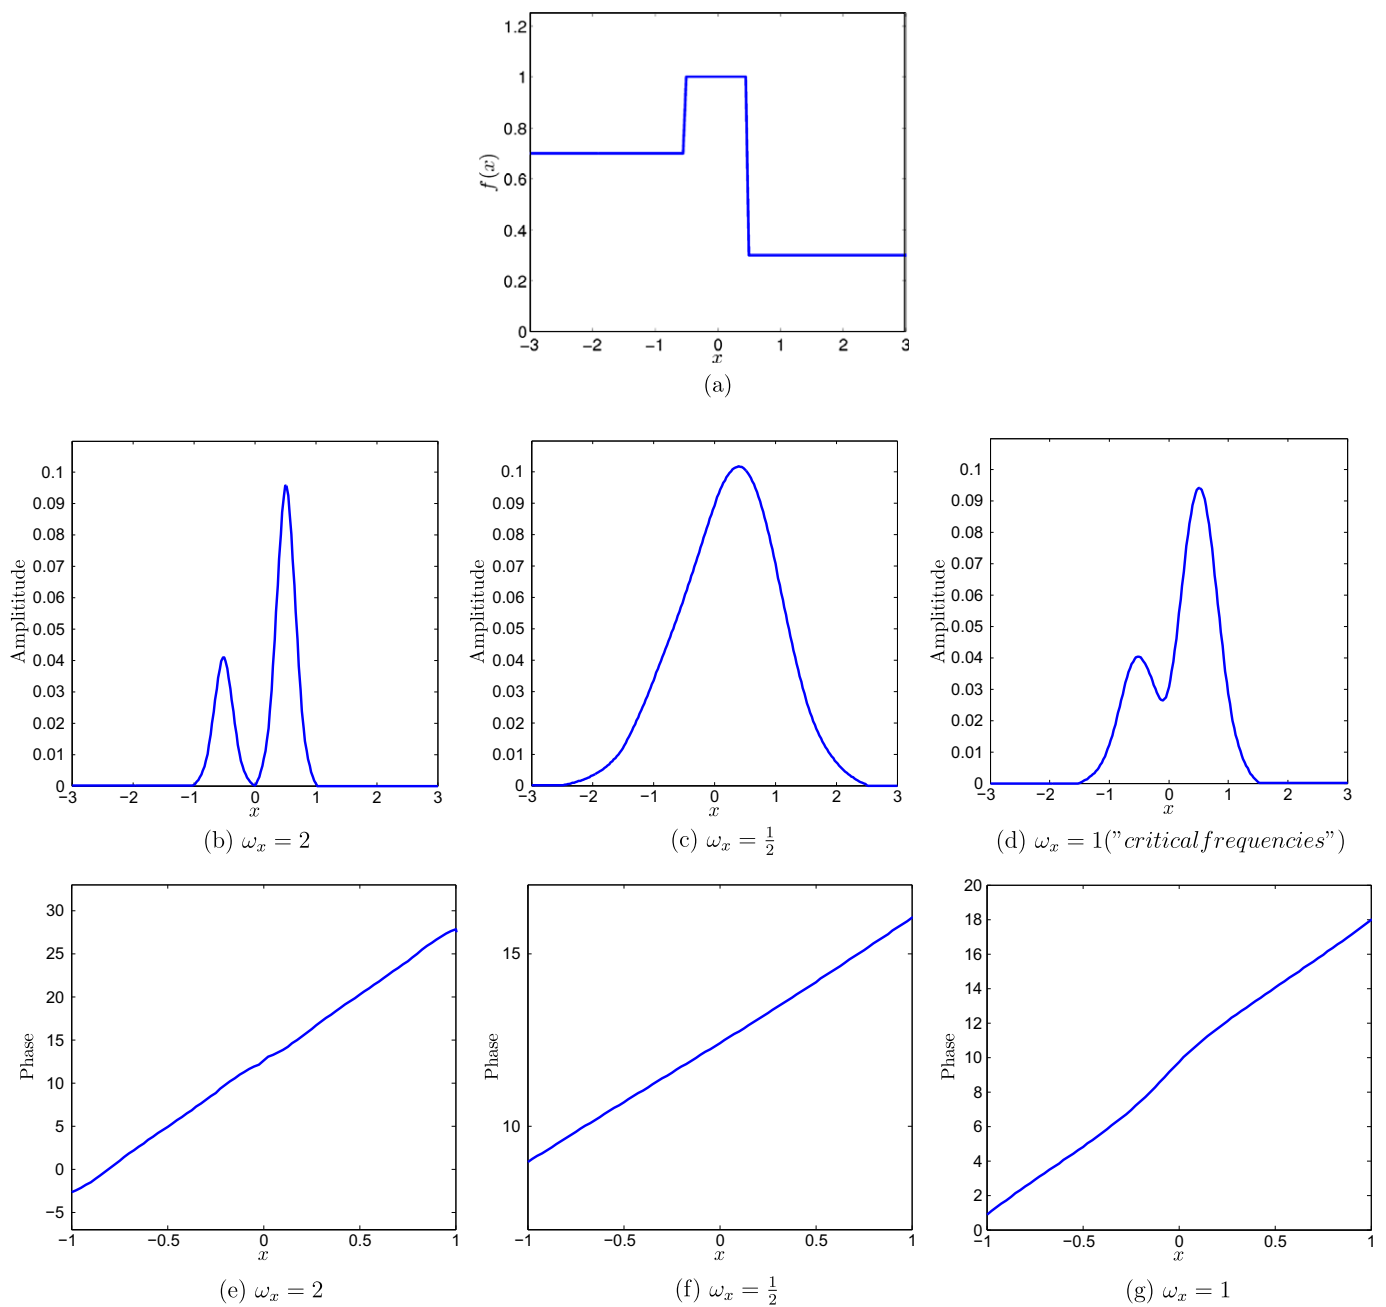 1.2
1
0.8
0.6
0.4
0.2
0
f(x)
−3 −2 −1 0 1 2 3
x
(a)
0.1
0.09
0.08
0.07
0.06
0.05
0.04
0.03
0.02
0.01
0
Amplititude
−3 −2 −1 0 1 2 3
x
(b) ωₓ = 2
0.1
0.09
0.08
0.07
0.06
0.05
0.04
0.03
0.02
0.01
0
Amplititude
−3 −2 −1 0 1 2 3
x
(c) ωₓ = 1/2
0.1
0.09
0.08
0.07
0.06
0.05
0.04
0.03
0.02
0.01
0
Amplititude
−3 −2 −1 0 1 2 3
x
(d) ωₓ = 1("criticalfrequencies")
30
25
20
15
10
5
0
−5
Phase
−1 −0.5 0 0.5 1
x
(e) ωₓ = 2
15
10
Phase
−1 −0.5 0 0.5 1
x
(f) ωₓ = 1/2
20
18
16
14
12
10
8
6
4
2
0
Phase
−1 −0.5 0 0.5 1
x
(g) ωₓ = 1